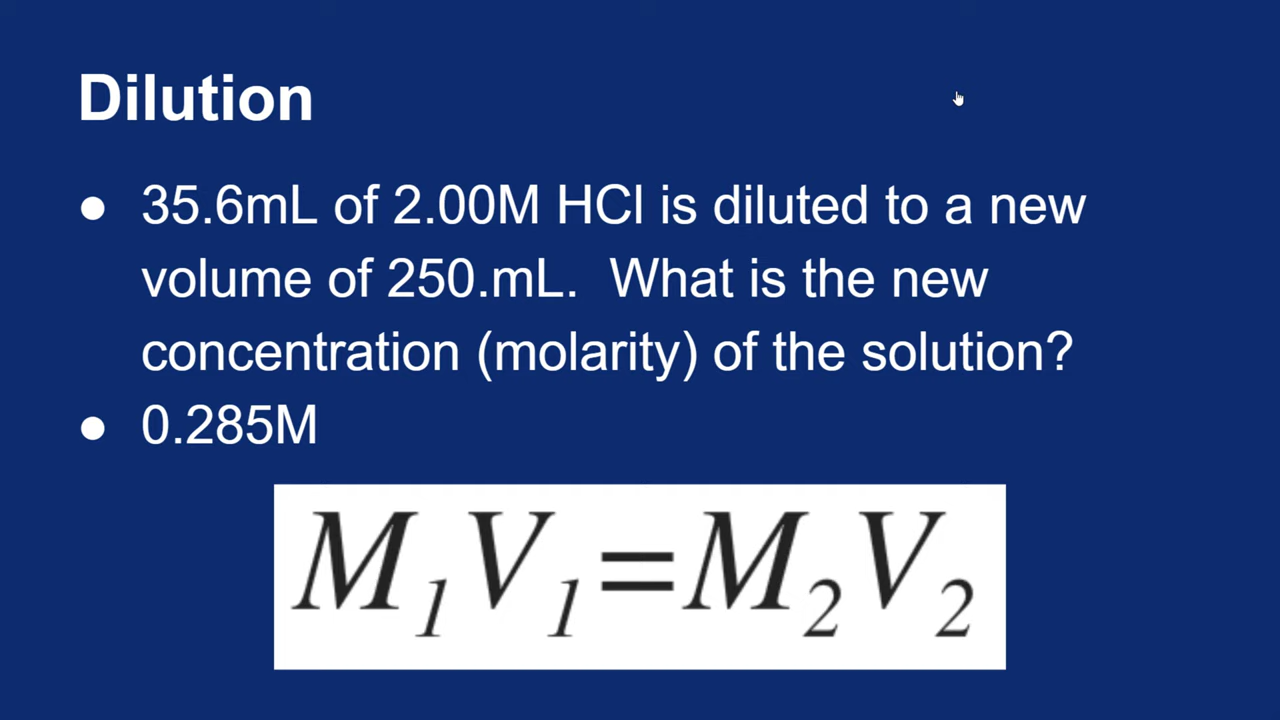 Dilution
● 35.6mL of 2.00M HCl is diluted to a new
volume of 250.mL.  What is the new
concentration (molarity) of the solution?
● 0.285M
M₁V₁=M₂V₂